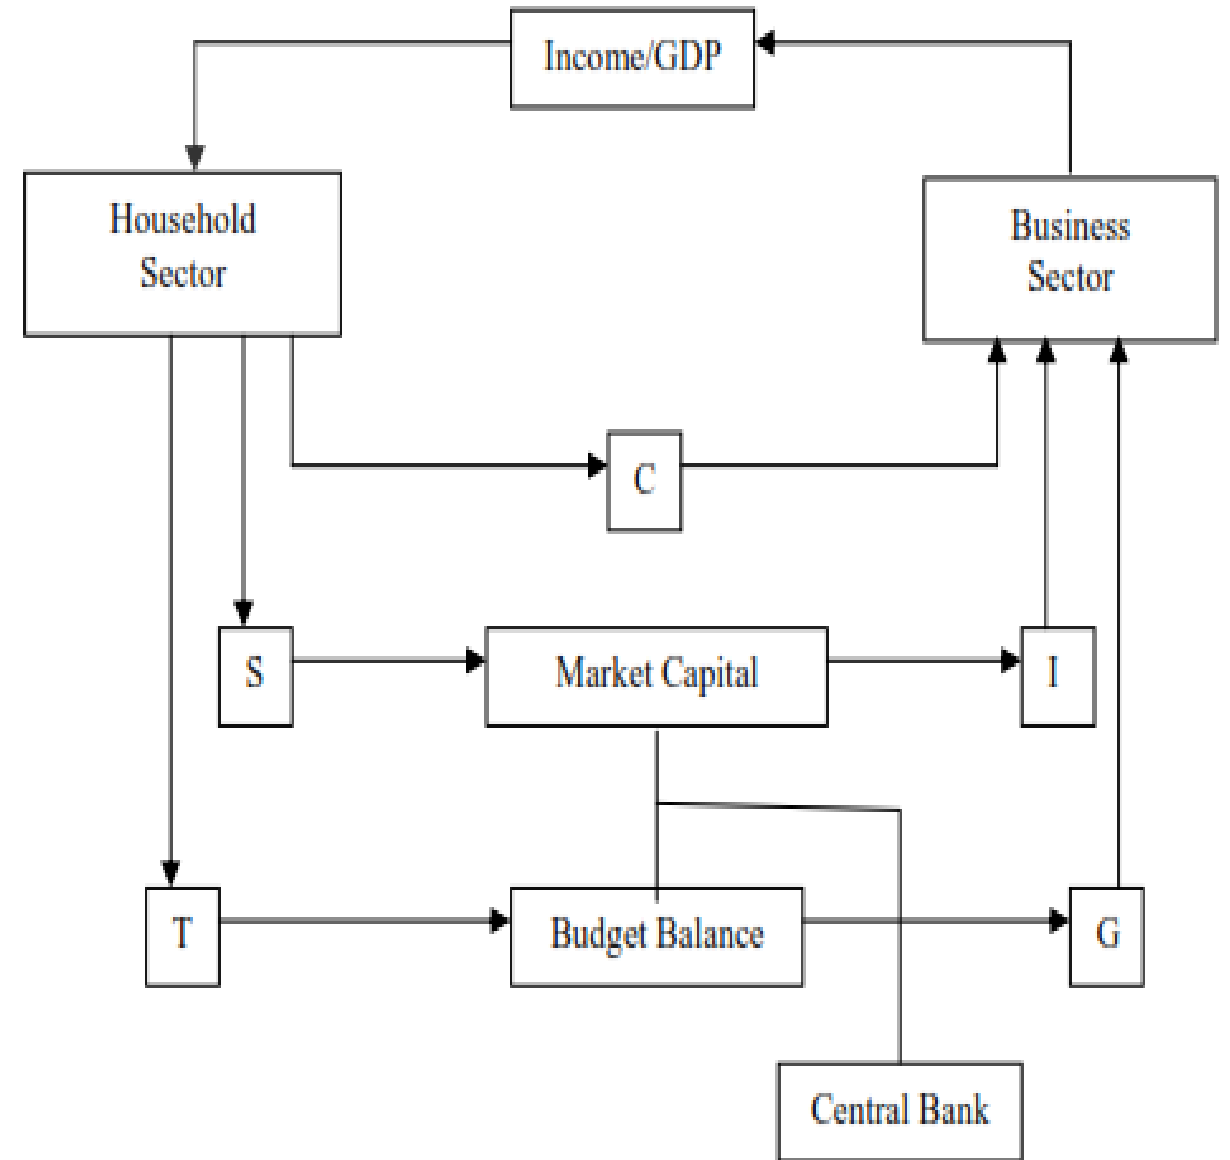 Income/GDP
Household
Sector
Business
Sector
C
S
Market Capital
I
T
Budget Balance
G
Central Bank